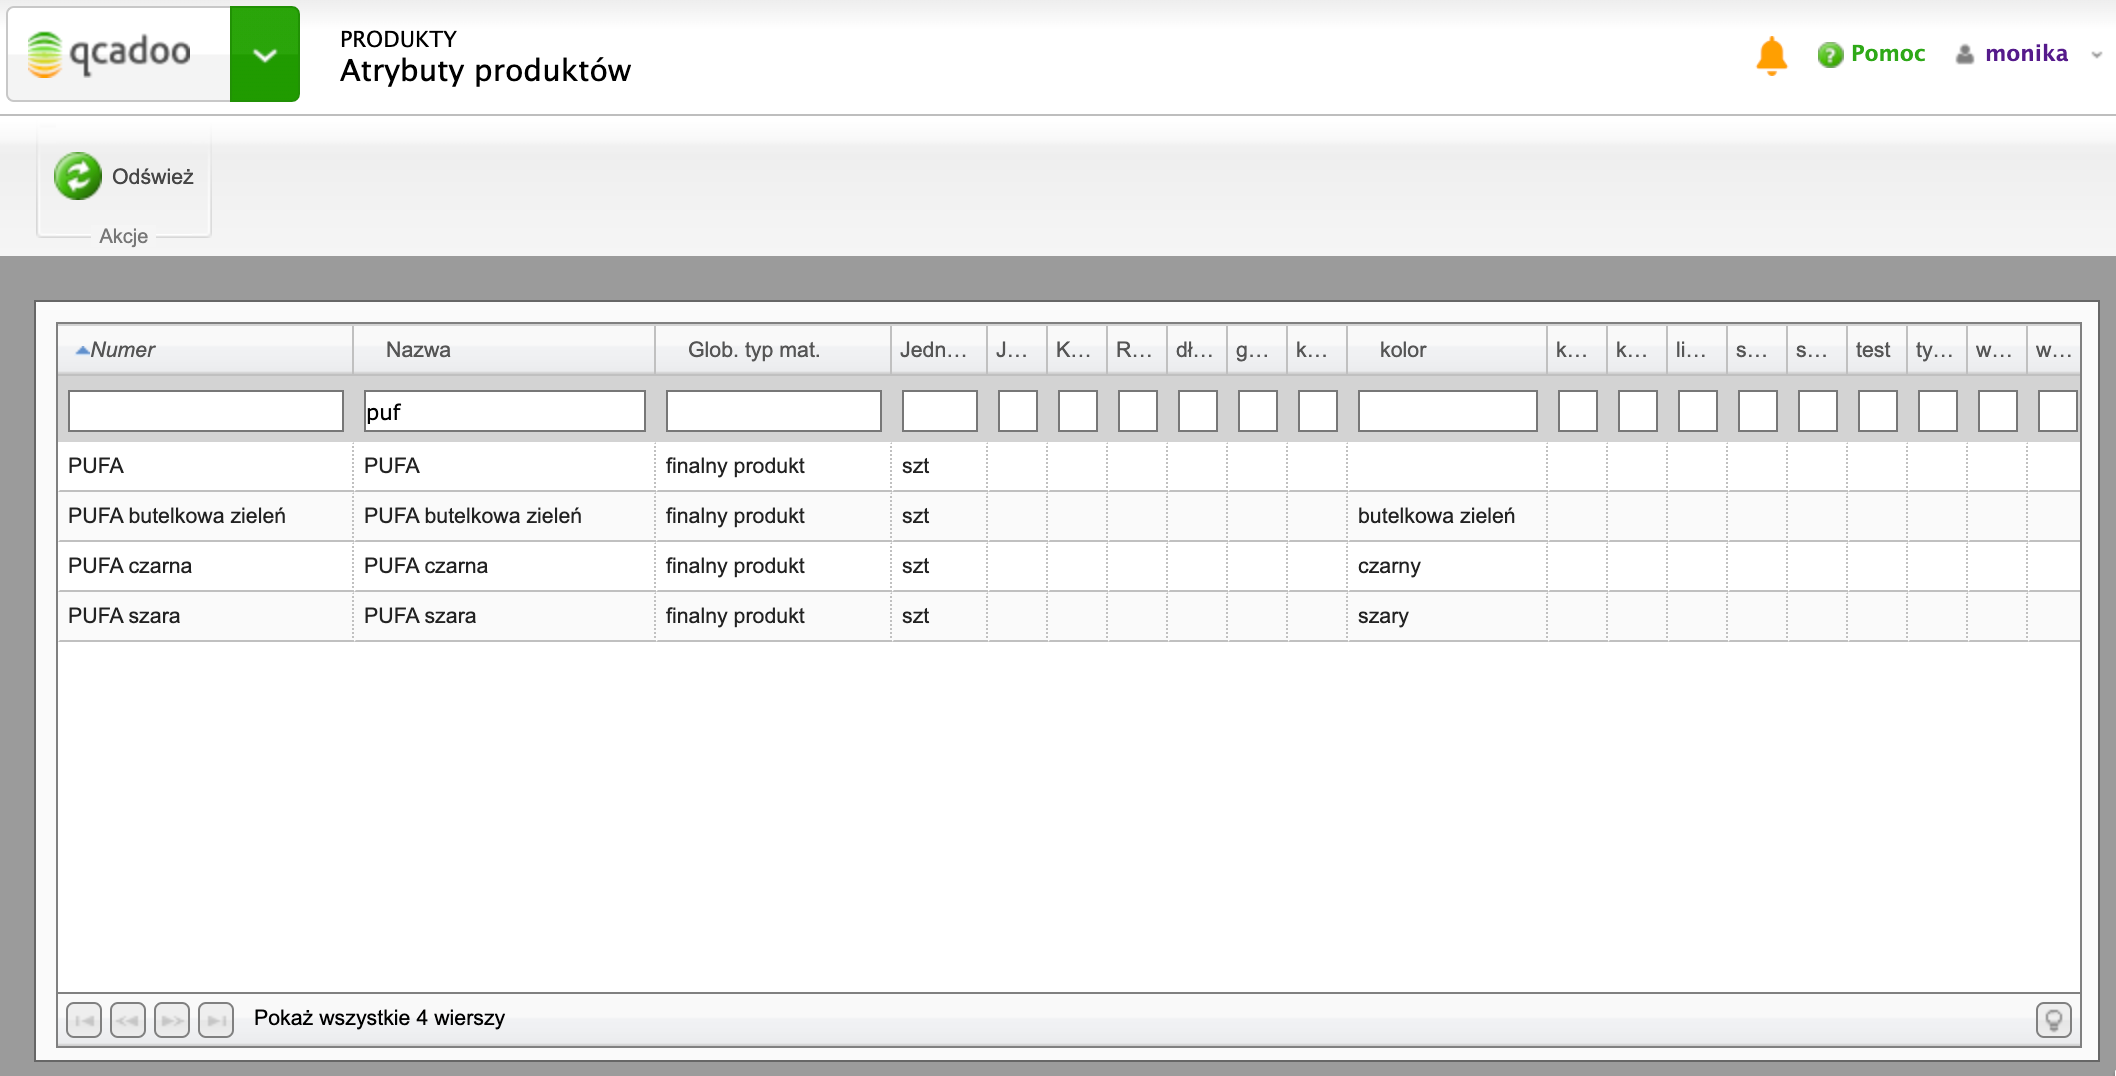 qcadoo
PRODUKTY
Atrybuty produktów
Pomoc
monika
Odśwież
Akcje
Numer Nazwa Glob. typ mat. Jedn... J... K... R... dł... g... k... kolor k... k... li... s... s... test ty... w... w...
puf
PUFA PUFA finalny produkt szt
PUFA butelkowa zieleń PUFA butelkowa zieleń finalny produkt szt butelkowa zieleń
PUFA czarna PUFA czarna finalny produkt szt czarny
PUFA szara PUFA szara finalny produkt szt szary
Pokaż wszystkie 4 wierszy